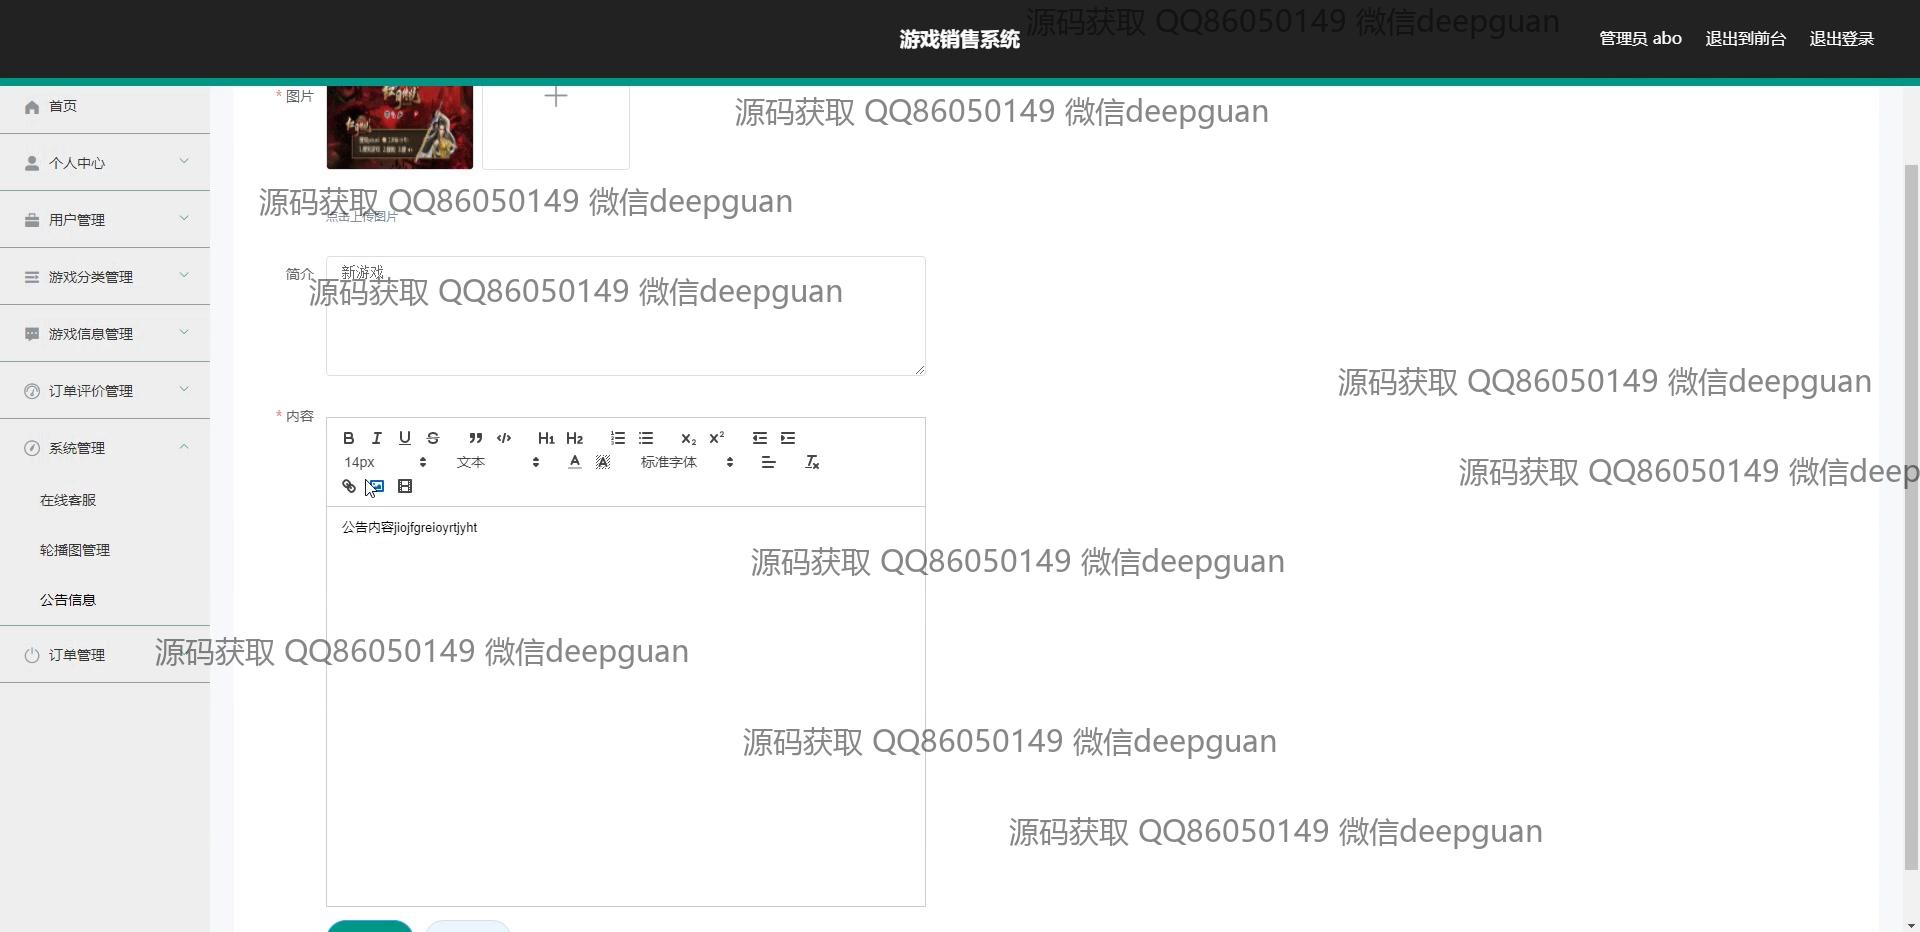 游戏销售系统
管理员 abo
退出到前台
退出登录
源码获取 QQ86050149 微信deepguan
首页
个人中心
用户管理
游戏分类管理
游戏信息管理
订单评价管理
系统管理
在线客服
轮播图管理
公告信息
订单管理
* 图片
源码获取 QQ86050149 微信deepguan
源码获取 QQ86050149 微信deepguan
点击上传图片
简介
新游戏
源码获取 QQ86050149 微信deepguan
源码获取 QQ86050149 微信deepguan
* 内容
B I U S H1 H2 X2 X2
14px 文本 A A 标准字体 Tx
源码获取 QQ86050149 微信deep
公告内容jiojfgreioyrtjyht
源码获取 QQ86050149 微信deepguan
源码获取 QQ86050149 微信deepguan
源码获取 QQ86050149 微信deepguan
源码获取 QQ86050149 微信deepguan